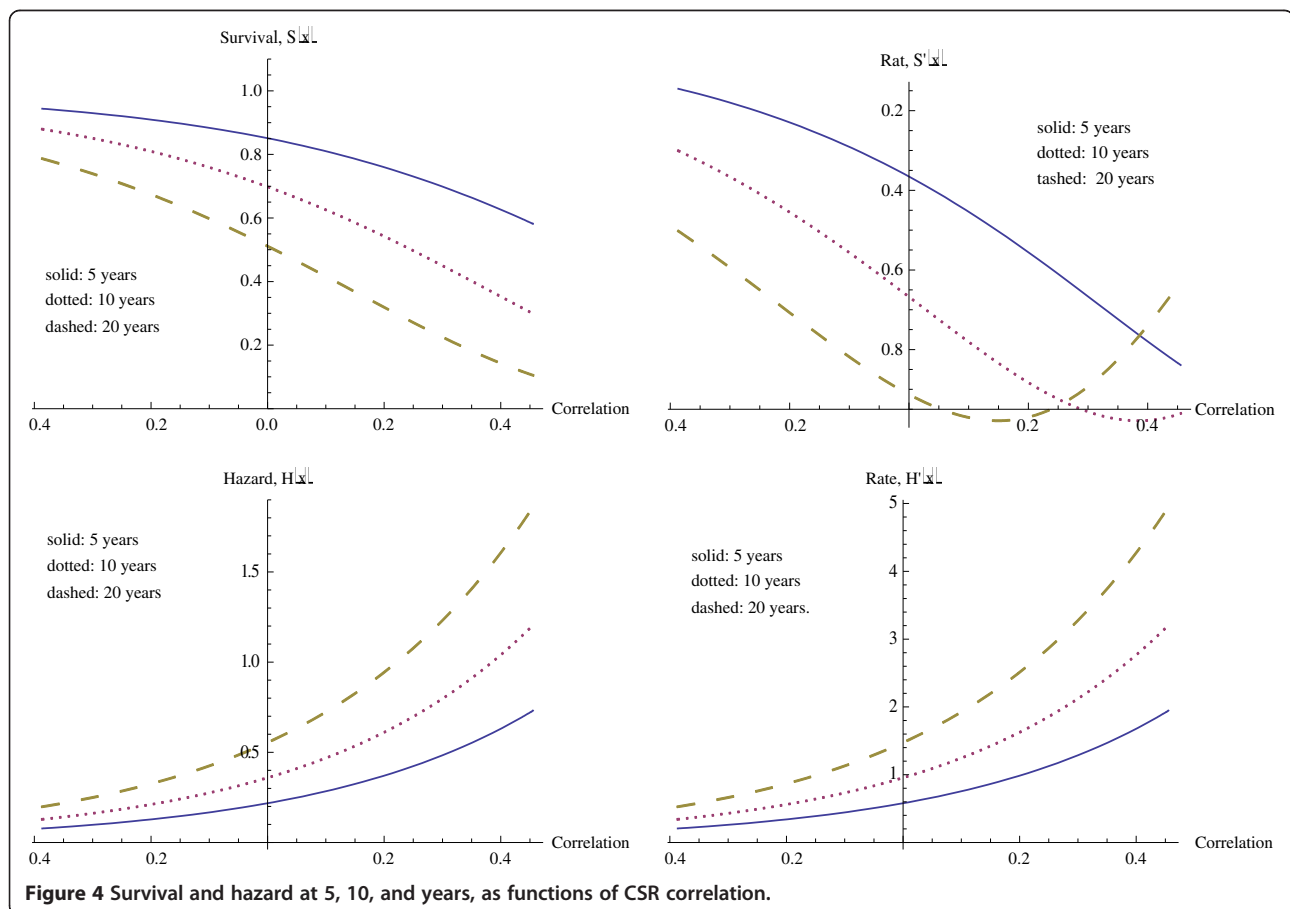 Survival, S x
1.0
0.8
0.6
0.4
0.2
solid: 5 years
dotted: 10 years
dashed: 20 years
0.4 0.2 0.0 0.2 0.4
Correlation
Rat, S' x
0.2
0.4
0.6
0.8
solid: 5 years
dotted: 10 years
tashed: 20 years
0.2 0.2 0.4
Correlation
Hazard, H x
1.5
1.0
0.5
solid: 5 years
dotted: 10 years
dashed: 20 years
0.4 0.2 0.2 0.4
Correlation
Rate, H' x
5
4
3
2
1
solid: 5 years
dotted: 10 years
dashed: 20 years.
0.4 0.2 0.2 0.4
Correlation
Figure 4 Survival and hazard at 5, 10, and years, as functions of CSR correlation.